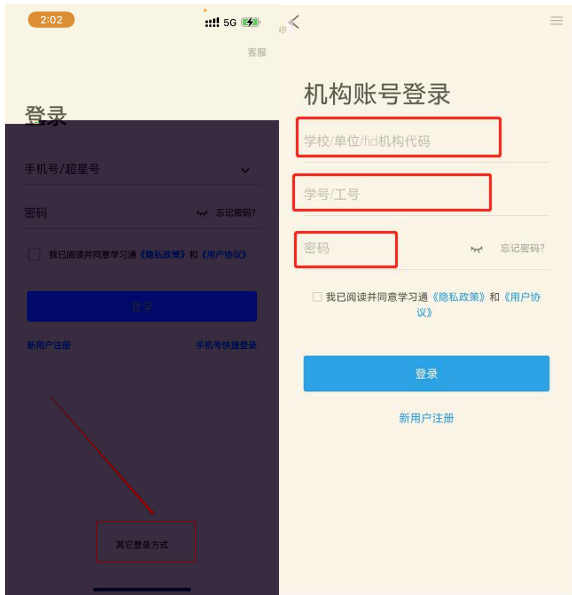 2:02
5G
客服
登录
手机号/超星号
密码
忘记密码?
我已阅读并同意学习通《隐私政策》和《用户协议》
登录
新用户注册
手机号快捷登录
其它登录方式
机构账号登录
学校/单位/fid机构代码
学号/工号
密码
忘记密码?
我已阅读并同意学习通《隐私政策》和《用户协
议》
登录
新用户注册